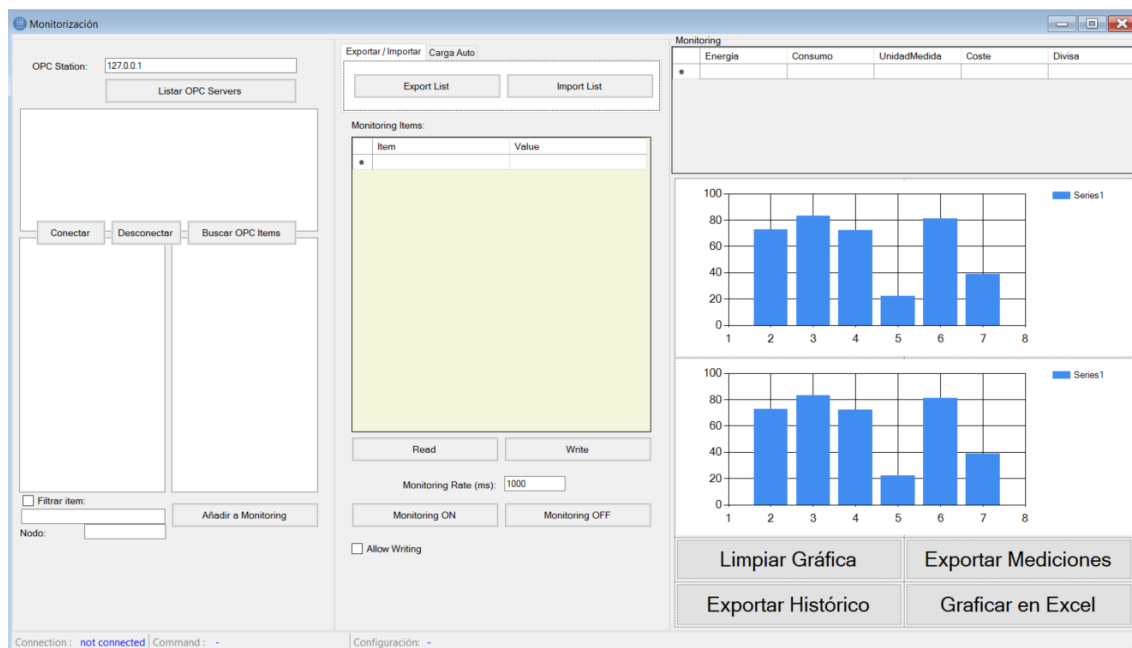 Monitorización
OPC Station: 127.0.0.1
Listar OPC Servers
Conectar Desconectar Buscar OPC Items
Filtrar item:
Añadir a Monitoring
Nodo:
Exportar / Importar Carga Auto
Export List Import List
Monitoring Items:
Item Value
*
Read Write
Monitoring Rate (ms): 1000
Monitoring ON Monitoring OFF
Allow Writing
Monitoring
Energía Consumo UnidadMedida Coste Divisa
*
100
80
60
40
20
0
1 2 3 4 5 6 7 8
Series1
100
80
60
40
20
0
1 2 3 4 5 6 7 8
Series1
Limpiar Gráfica Exportar Mediciones
Exportar Histórico Graficar en Excel
Connection : not connected Command : - Configuración: -